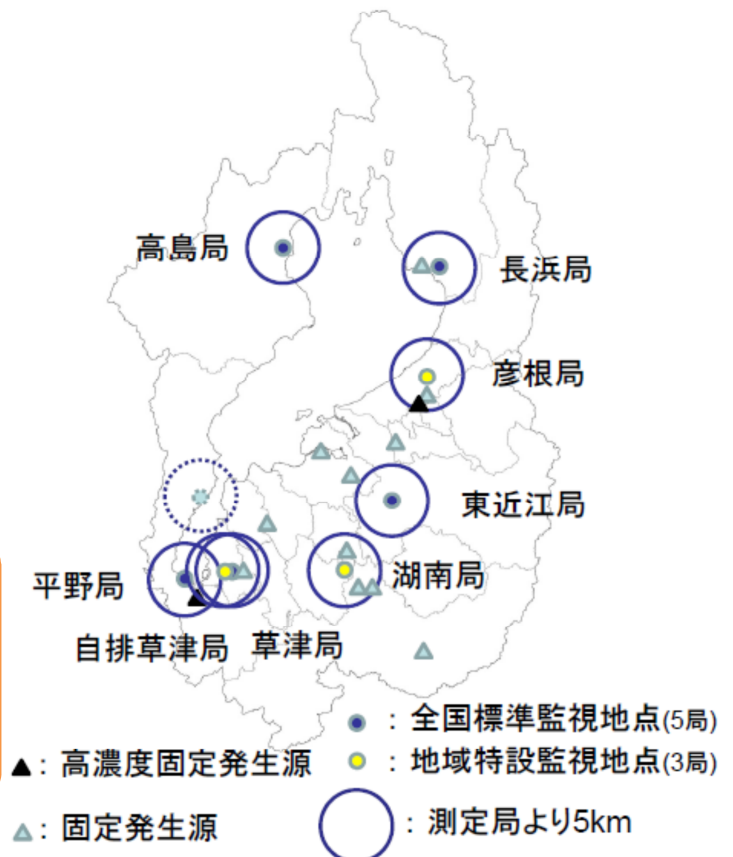 高島局
長浜局
彦根局
東近江局
湖南局
平野局
自排草津局 草津局
: 全国標準監視地点(5局)
: 高濃度固定発生源
: 地域特設監視地点(3局)
: 固定発生源
: 測定局より5km